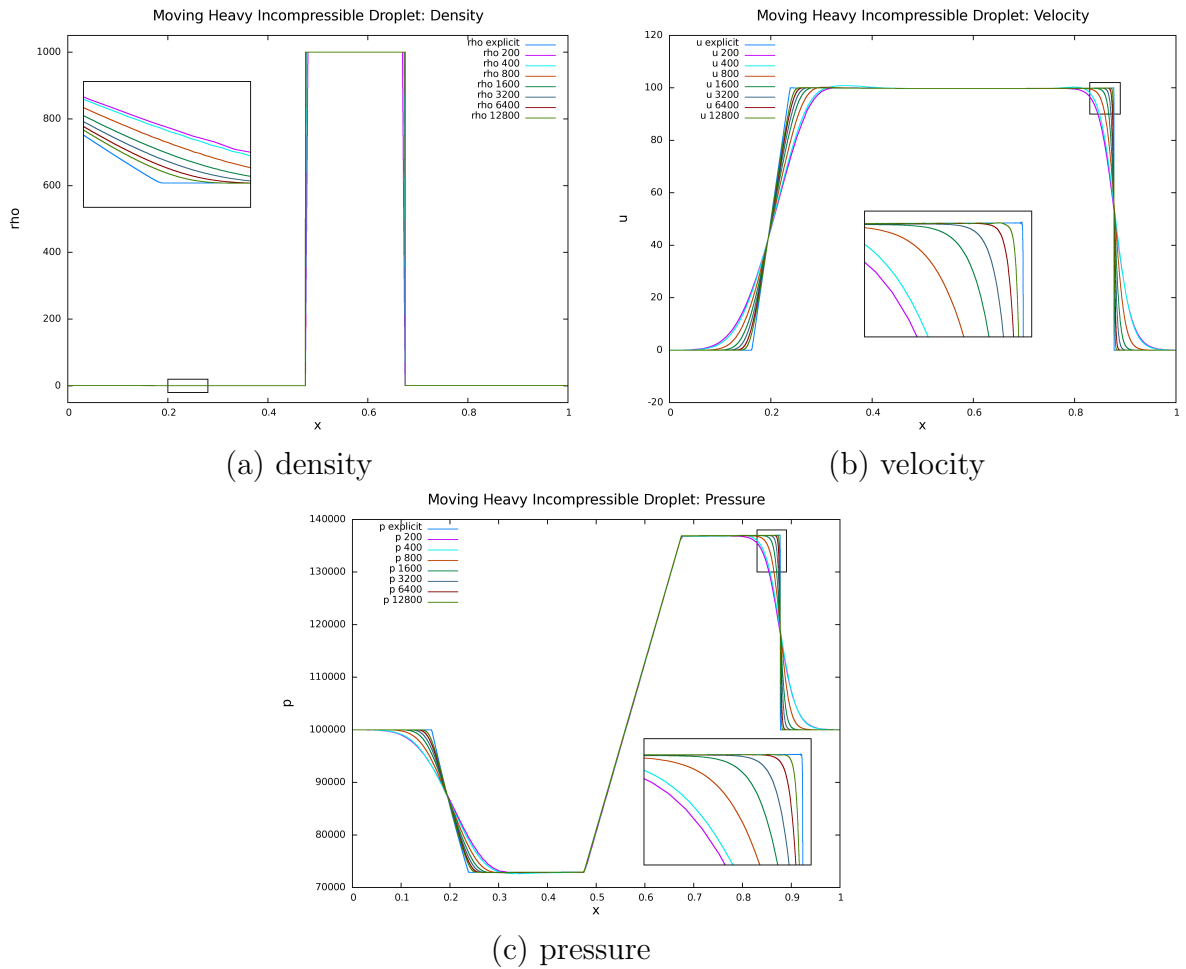 Moving Heavy Incompressible Droplet: Density
rho explicit
rho 200
rho 400
rho 800
rho 1600
rho 3200
rho 6400
rho 12800
1000
800
600
400
200
0
rho
0 0.2 0.4 0.6 0.8 1
x
(a) density
Moving Heavy Incompressible Droplet: Velocity
u explicit
u 200
u 400
u 800
u 1600
u 3200
u 6400
u 12800
120
100
80
60
40
20
0
-20
u
0 0.2 0.4 0.6 0.8 1
x
(b) velocity
Moving Heavy Incompressible Droplet: Pressure
p explicit
p 200
p 400
p 800
p 1600
p 3200
p 6400
p 12800
140000
130000
120000
110000
100000
90000
80000
70000
p
0 0.1 0.2 0.3 0.4 0.5 0.6 0.7 0.8 0.9 1
x
(c) pressure